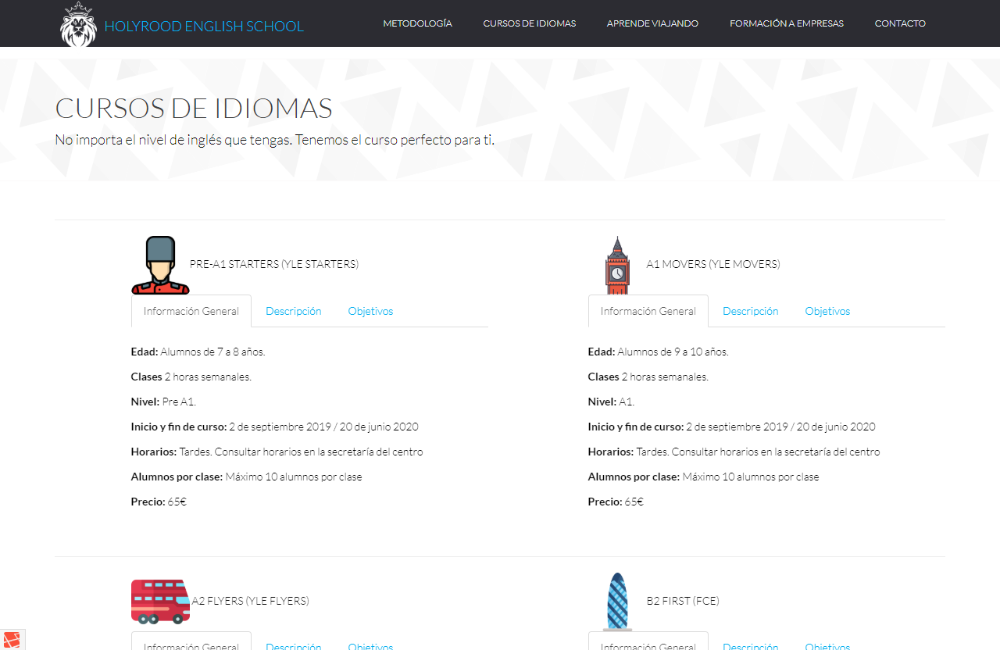 HOLYROOD ENGLISH SCHOOL
METODOLOGÍA
CURSOS DE IDIOMAS
APRENDE VIAJANDO
FORMACIÓN A EMPRESAS
CONTACTO
CURSOS DE IDIOMAS
No importa el nivel de inglés que tengas. Tenemos el curso perfecto para ti.
PRE-A1 STARTERS (YLE STARTERS)
Información General
Descripción
Objetivos
Edad: Alumnos de 7 a 8 años.
Clases 2 horas semanales.
Nivel: Pre A1.
Inicio y fin de curso: 2 de septiembre 2019 / 20 de junio 2020
Horarios: Tardes. Consultar horarios en la secretaría del centro
Alumnos por clase: Máximo 10 alumnos por clase
Precio: 65€
A1 MOVERS (YLE MOVERS)
Información General
Descripción
Objetivos
Edad: Alumnos de 9 a 10 años.
Clases 2 horas semanales.
Nivel: A1.
Inicio y fin de curso: 2 de septiembre 2019 / 20 de junio 2020
Horarios: Tardes. Consultar horarios en la secretaría del centro
Alumnos por clase: Máximo 10 alumnos por clase
Precio: 65€
A2 FLYERS (YLE FLYERS)
Información General
Descripción
Objetivos
B2 FIRST (FCE)
Información General
Descripción
Objetivos